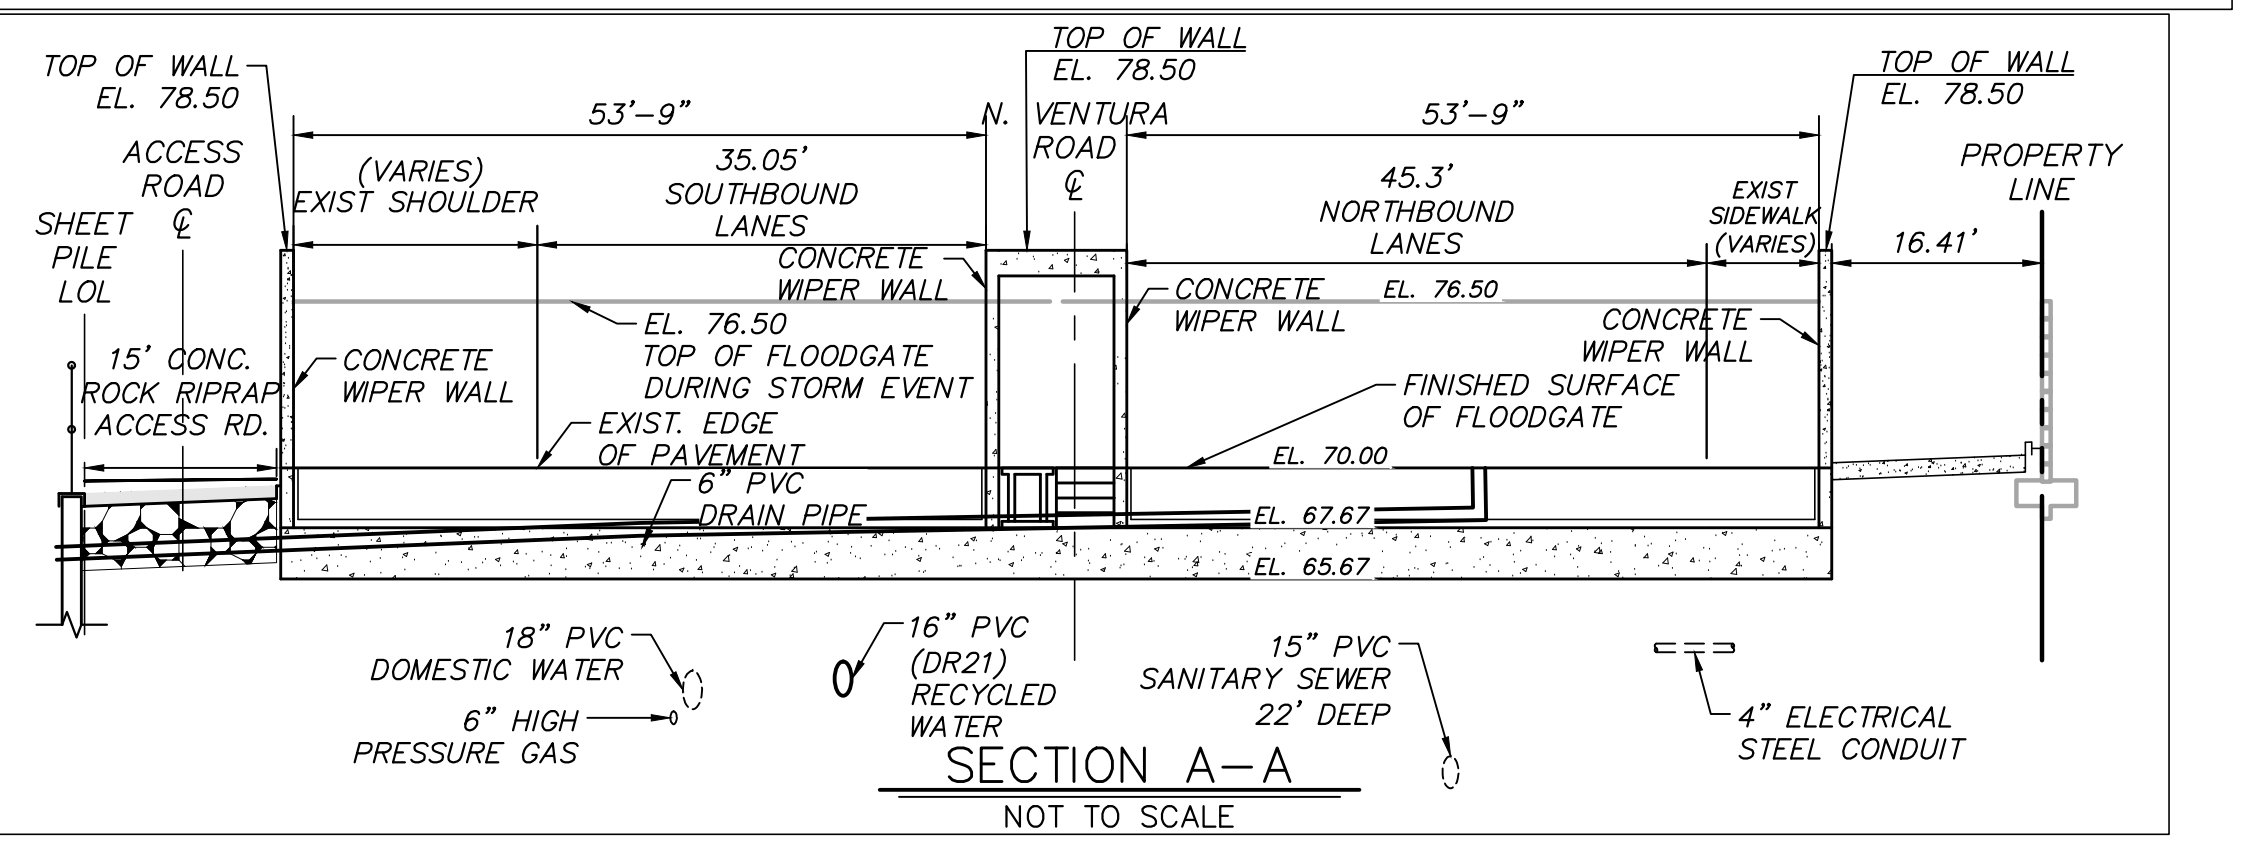 TOP OF WALL
EL. 78.50
TOP OF WALL
EL. 78.50
TOP OF WALL
EL. 78.50
53'-9"
N. VENTURA
ROAD
℄
53'-9"
ACCESS
ROAD
℄
(VARIES)
EXIST SHOULDER
35.05'
SOUTHBOUND
LANES
45.3'
NORTHBOUND
LANES
EXIST
SIDEWALK
(VARIES)
PROPERTY
LINE
16.41'
SHEET
PILE
LOL
CONCRETE
WIPER WALL
CONCRETE
WIPER WALL
EL. 76.50
CONCRETE
WIPER WALL
EL. 76.50
TOP OF FLOODGATE
DURING STORM EVENT
15' CONC.
ROCK RIPRAP
ACCESS RD.
CONCRETE
WIPER WALL
FINISHED SURFACE
OF FLOODGATE
EXIST. EDGE
OF PAVEMENT
EL. 70.00
6" PVC
DRAIN PIPE
EL. 67.67
EL. 65.67
18" PVC
DOMESTIC WATER
6" HIGH
PRESSURE GAS
16" PVC
(DR21)
RECYCLED
WATER
15" PVC
SANITARY SEWER
22' DEEP
4" ELECTRICAL
STEEL CONDUIT
SECTION A-A
NOT TO SCALE